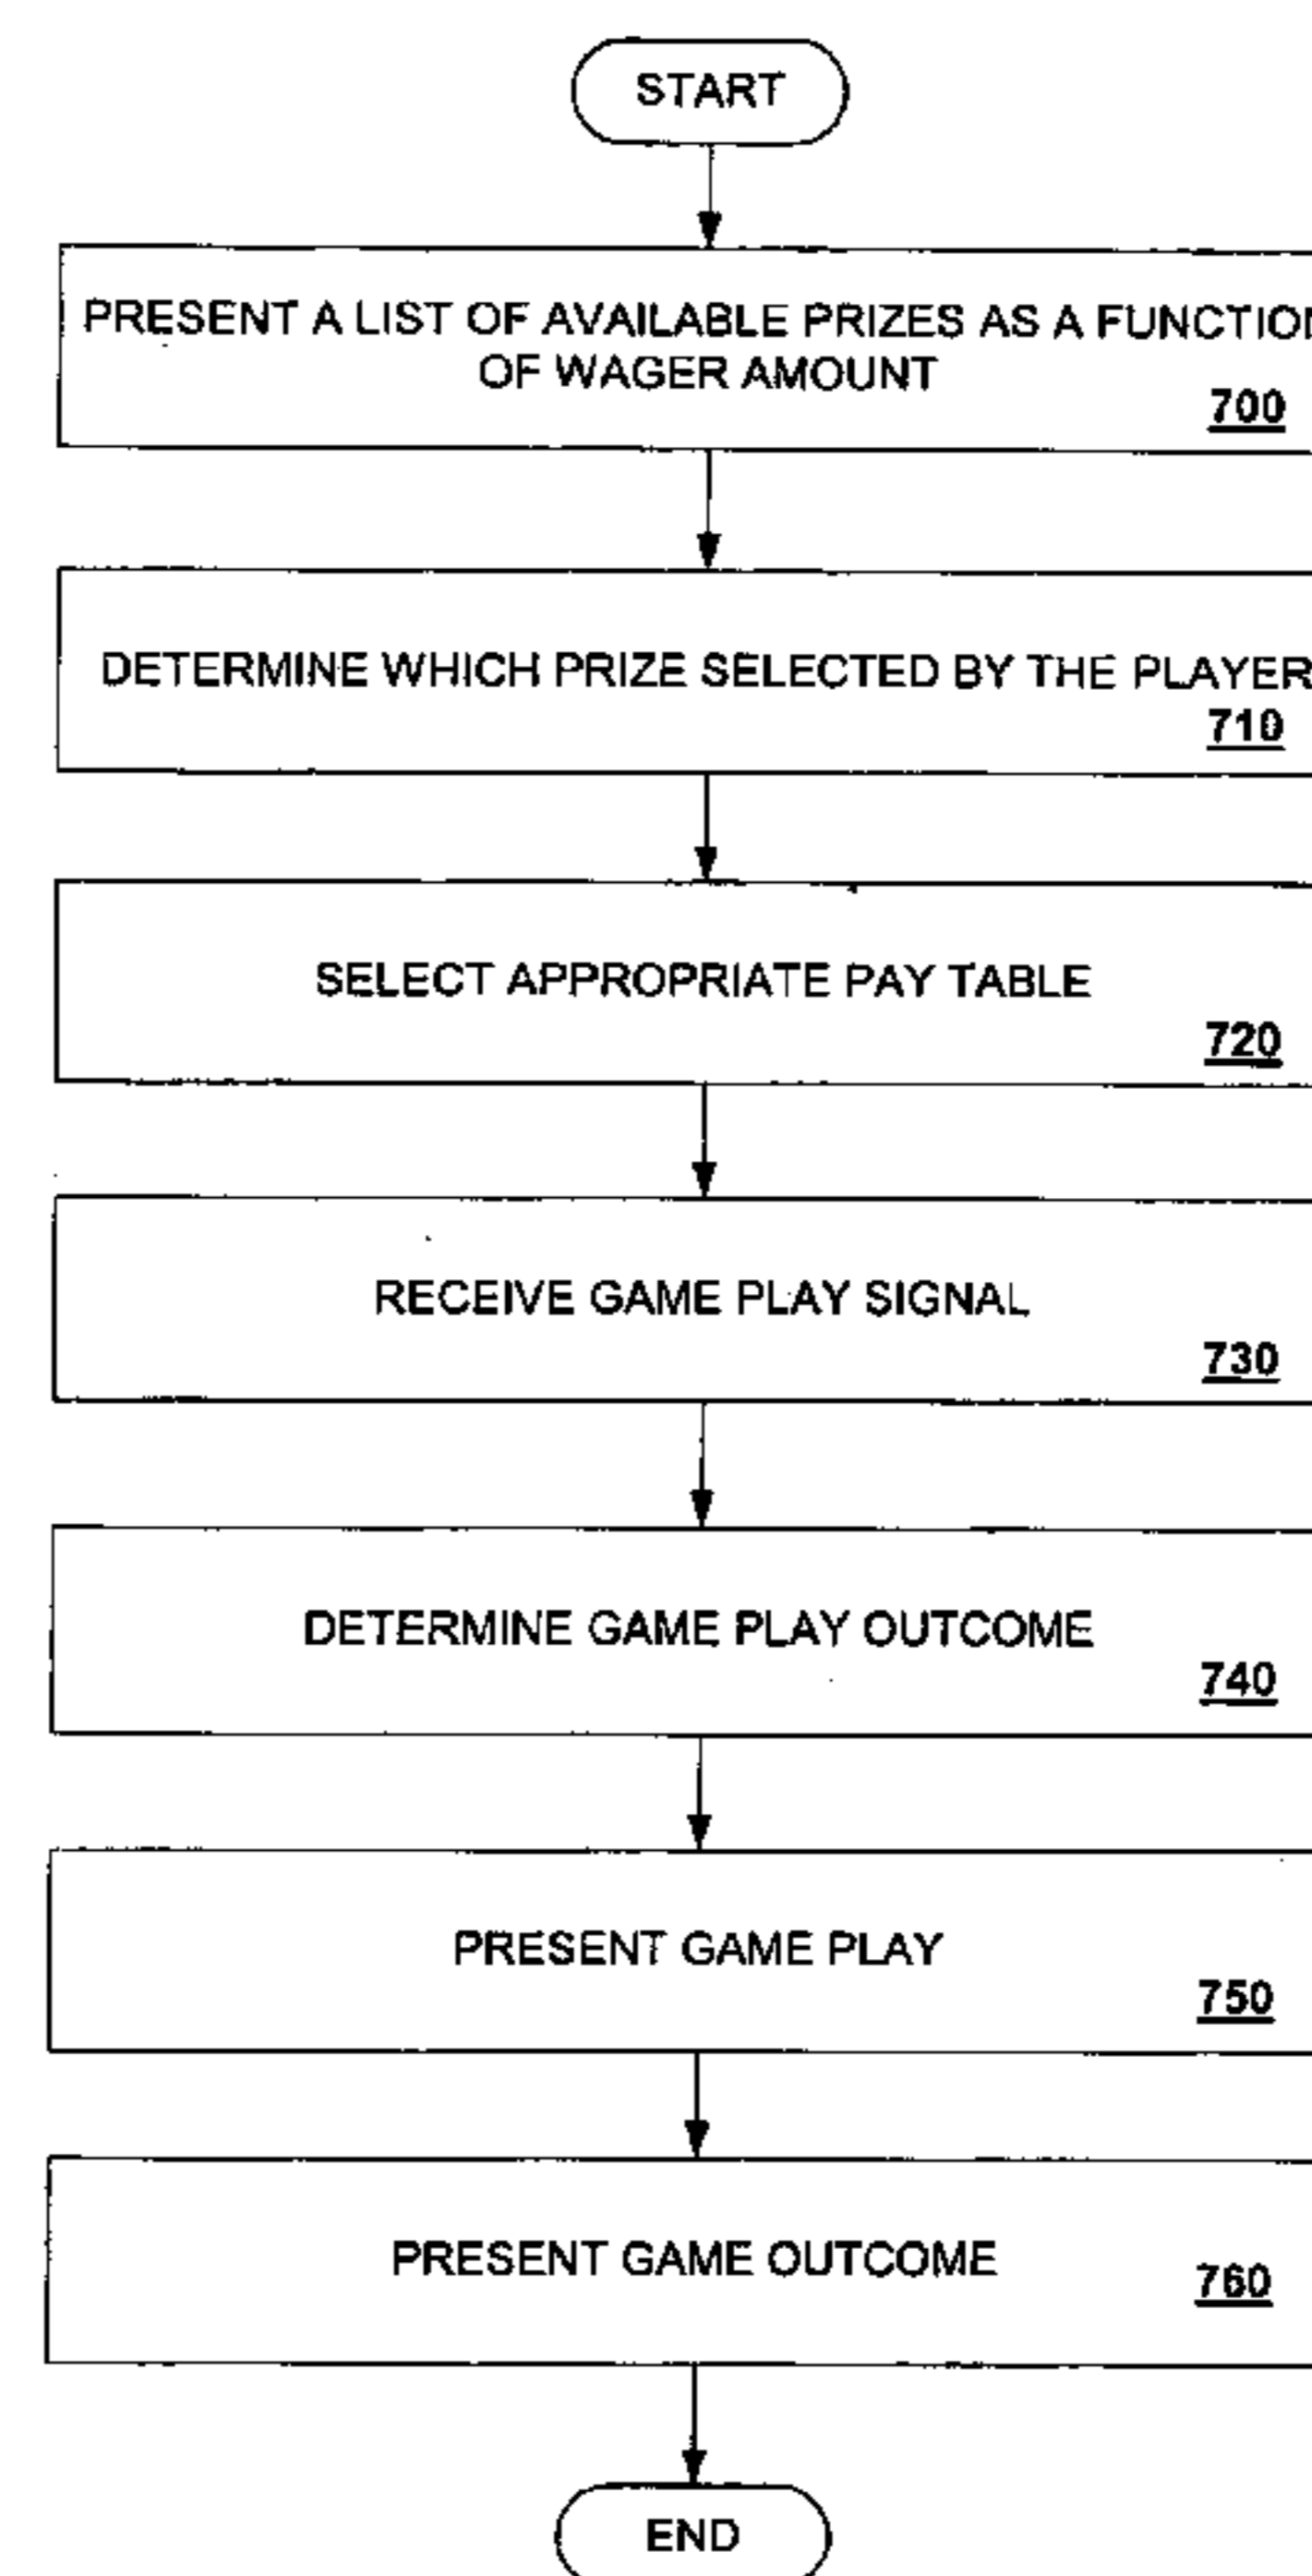 START
PRESENT A LIST OF AVAILABLE PRIZES AS A FUNCTION
OF WAGER AMOUNT
700
DETERMINE WHICH PRIZE SELECTED BY THE PLAYER
710
SELECT APPROPRIATE PAY TABLE
720
RECEIVE GAME PLAY SIGNAL
730
DETERMINE GAME PLAY OUTCOME
740
PRESENT GAME PLAY
750
PRESENT GAME OUTCOME
760
END